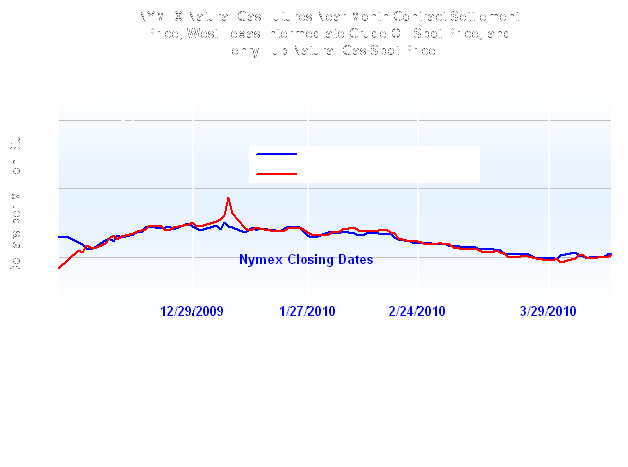 NYMEX Natural Gas Futures Near Month Contract Settlement
Price, West Texas Intermediate Crude Oil Spot Price, and
Henry Hub Natural Gas Spot Price
Nymex Closing Dates
12/29/2009 1/27/2010 2/24/2010 3/29/2010